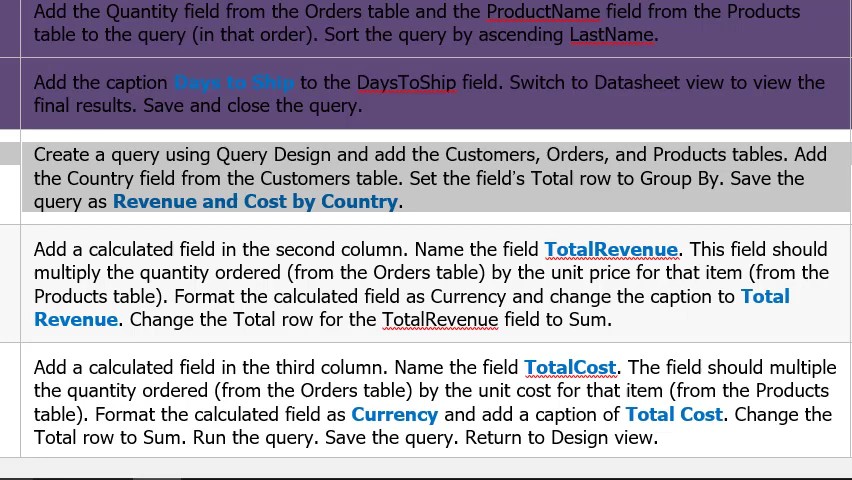 Add the Quantity field from the Orders table and the ProductName field from the Products
table to the query (in that order). Sort the query by ascending LastName.
Add the caption Days to Ship to the DaysToShip field. Switch to Datasheet view to view the
final results. Save and close the query.
Create a query using Query Design and add the Customers, Orders, and Products tables. Add
the Country field from the Customers table. Set the field's Total row to Group By. Save the
query as Revenue and Cost by Country.
Add a calculated field in the second column. Name the field TotalRevenue. This field should
multiply the quantity ordered (from the Orders table) by the unit price for that item (from the
Products table). Format the calculated field as Currency and change the caption to Total
Revenue. Change the Total row for the TotalRevenue field to Sum.
Add a calculated field in the third column. Name the field TotalCost. The field should multiple
the quantity ordered (from the Orders table) by the unit cost for that item (from the Products
table). Format the calculated field as Currency and add a caption of Total Cost. Change the
Total row to Sum. Run the query. Save the query. Return to Design view.